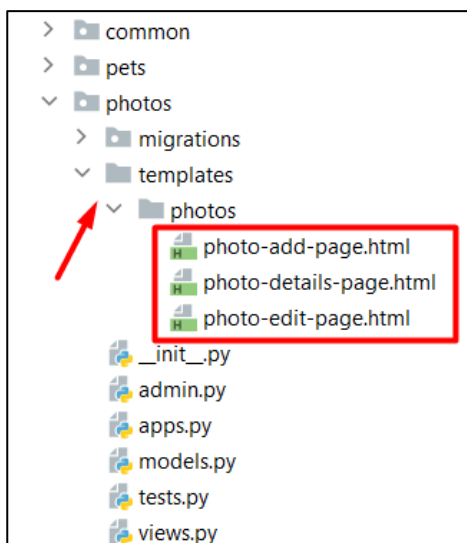 common
pets
photos
migrations
templates
photos
photo-add-page.html
photo-details-page.html
photo-edit-page.html
__init__.py
admin.py
apps.py
models.py
tests.py
views.py